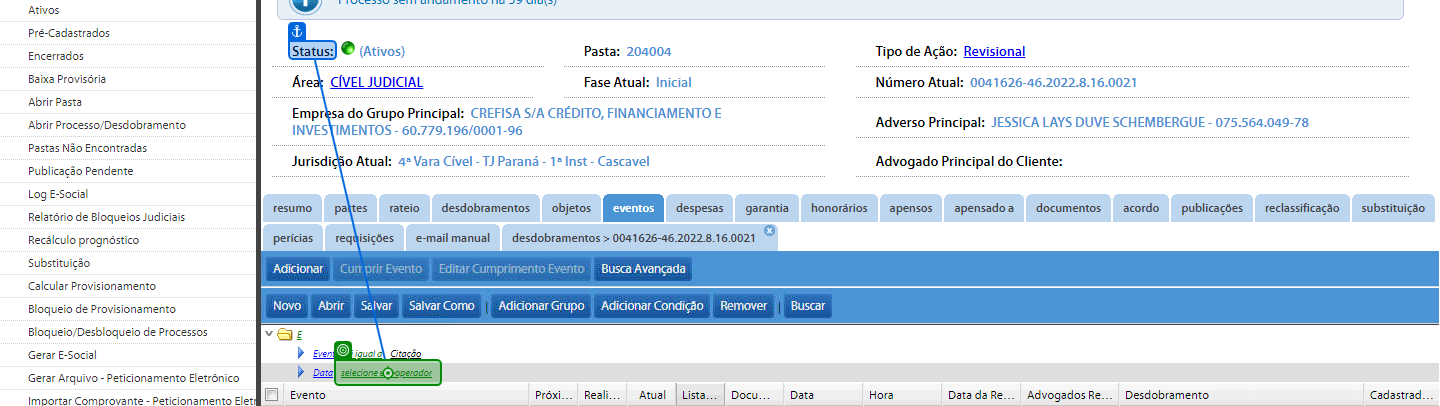 Ativos
Pré-Cadastrados
Encerrados
Baixa Provisória
Abrir Pasta
Abrir Processo/Desdobramento
Pastas Não Encontradas
Publicação Pendente
Log E-Social
Relatório de Bloqueios Judiciais
Recálculo prognóstico
Substituição
Calcular Provisionamento
Bloqueio de Provisionamento
Bloqueio/Desbloqueio de Processos
Gerar E-Social
Gerar Arquivo - Peticionamento Eletrônico
Importar Comprovante - Peticionamento Eletr
Processo sem andamento há 59 dia(s)
Status: (Ativos) Pasta: 204004 Tipo de Ação: Revisional
Área: CÍVEL JUDICIAL Fase Atual: Inicial Número Atual: 0041626-46.2022.8.16.0021
Empresa do Grupo Principal: CREFISA S/A CRÉDITO, FINANCIAMENTO E
INVESTIMENTOS - 60.779.196/0001-96
Adverso Principal: JESSICA LAYS DUVE SCHEMBERGUE - 075.564.049-78
Jurisdição Atual: 4ª Vara Cível - TJ Paraná - 1ª Inst - Cascavel Advogado Principal do Cliente:
resumo partes rateio desdobramentos objetos eventos despesas garantia honorários apensos apensado a documentos acordo publicações reclassificação substituição
perícias requisições e-mail manual desdobramentos > 0041626-46.2022.8.16.0021
Adicionar Cumprir Evento Editar Cumprimento Evento Busca Avançada
Novo Abrir Salvar Salvar Como | Adicionar Grupo Adicionar Condição Remover | Buscar
E
é igual a Citação
Data selecione operador
Evento Próxi... Reali... Atual Lista... Docu... Data Hora Data da Re... Advogados Re... Desdobramento Cadastrad...